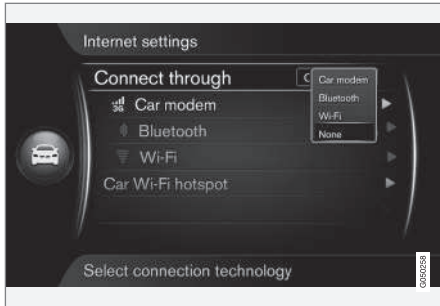 Internet settings
Connect through
Car modem
Bluetooth
Wi-Fi
None
3G Car modem
Bluetooth
Wi-Fi
Car Wi-Fi hotspot
Select connection technology
G050258